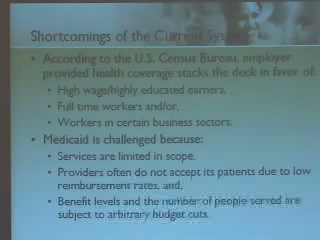 Shortcomings of the Current System
• According to the U.S. Census Bureau, employer
provided health coverage stacks the deck in favor of:
• High wage/highly educated earners,
• Full time workers and/or,
• Workers in certain business sectors.
• Medicaid is challenged because:
• Services are limited in scope,
• Providers often do not accept its patients due to low
reimbursement rates, and,
• Benefit levels and the number of people served are
subject to arbitrary budget cuts.